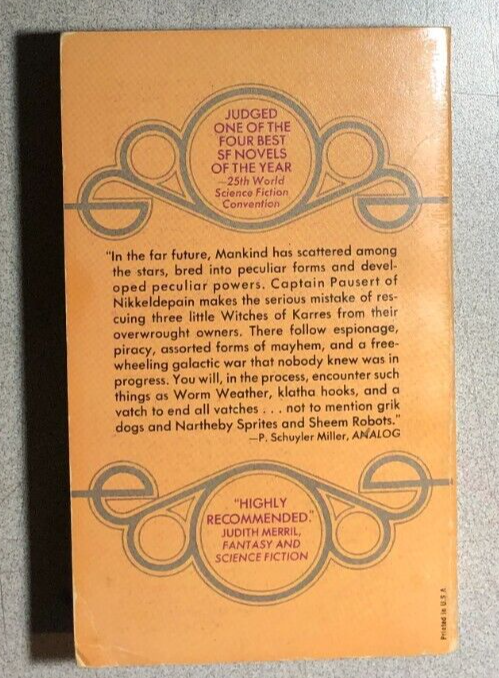 JUDGED
ONE OF THE
FOUR BEST
SF NOVELS
OF THE YEAR
—25th World
Science Fiction
Convention
"In the far future, Mankind has scattered among
the stars, bred into peculiar forms and devel-
oped peculiar powers. Captain Pausert of
Nikkeldepain makes the serious mistake of res-
cuing three little Witches of Karres from their
overwrought owners. There follow espionage,
piracy, assorted forms of mayhem, and a free-
wheeling galactic war that nobody knew was in
progress. You will, in the process, encounter such
things as Worm Weather, klatha hooks, and a
vatch to end all vatches . . . not to mention grik
dogs and Nartheby Sprites and Sheem Robots."
—P. Schuyler Miller, ANALOG
"HIGHLY
RECOMMENDED."
JUDITH MERRIL,
FANTASY AND
SCIENCE FICTION
Printed in U.S.A.